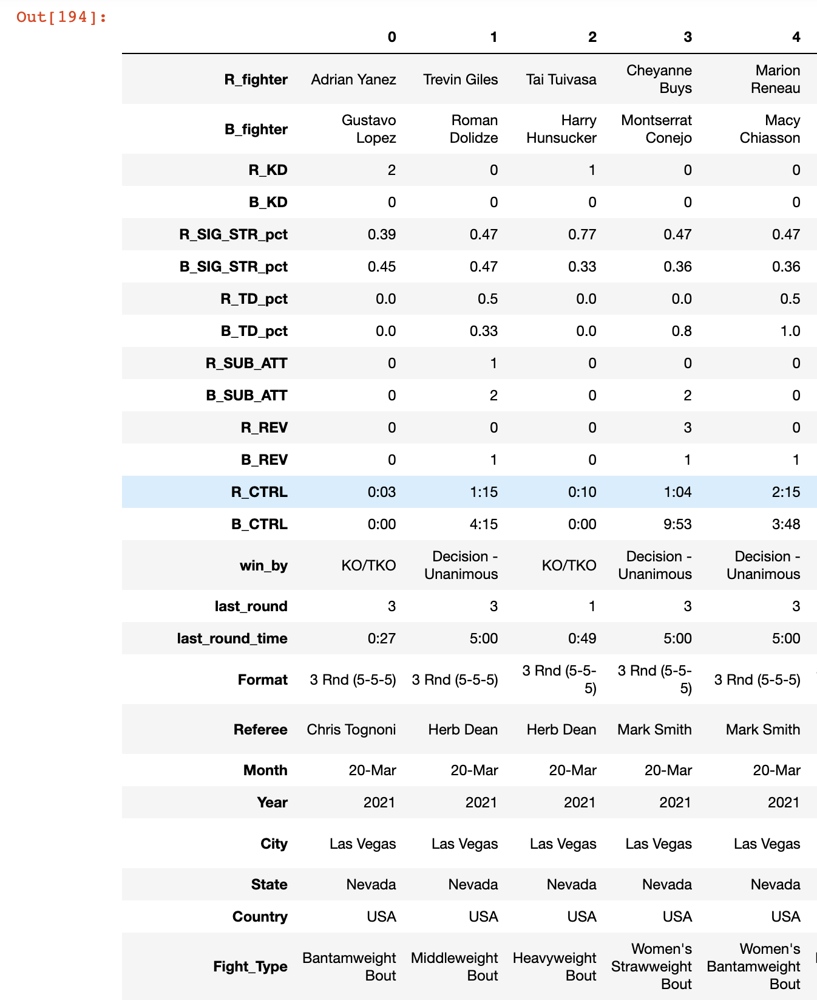 Out[194]:
0 1 2 3 4
R_fighter Adrian Yanez Trevin Giles Tai Tuivasa Cheyanne Buys Marion Reneau
B_fighter Gustavo Lopez Roman Dolidze Harry Hunsucker Montserrat Conejo Macy Chiasson
R_KD 2 0 1 0 0
B_KD 0 0 0 0 0
R_SIG_STR_pct 0.39 0.47 0.77 0.47 0.47
B_SIG_STR_pct 0.45 0.47 0.33 0.36 0.36
R_TD_pct 0.0 0.5 0.0 0.0 0.5
B_TD_pct 0.0 0.33 0.0 0.8 1.0
R_SUB_ATT 0 1 0 0 0
B_SUB_ATT 0 2 0 2 0
R_REV 0 0 0 3 0
B_REV 0 1 0 1 1
R_CTRL 0:03 1:15 0:10 1:04 2:15
B_CTRL 0:00 4:15 0:00 9:53 3:48
win_by KO/TKO Decision - Unanimous KO/TKO Decision - Unanimous Decision - Unanimous
last_round 3 3 1 3 3
last_round_time 0:27 5:00 0:49 5:00 5:00
Format 3 Rnd (5-5-5) 3 Rnd (5-5-5) 3 Rnd (5-5-5) 3 Rnd (5-5-5) 3 Rnd (5-5-5)
Referee Chris Tognoni Herb Dean Herb Dean Mark Smith Mark Smith
Month 20-Mar 20-Mar 20-Mar 20-Mar 20-Mar
Year 2021 2021 2021 2021 2021
City Las Vegas Las Vegas Las Vegas Las Vegas Las Vegas
State Nevada Nevada Nevada Nevada Nevada
Country USA USA USA USA USA
Fight_Type Bantamweight Bout Middleweight Bout Heavyweight Bout Women's Strawweight Bout Women's Bantamweight Bout